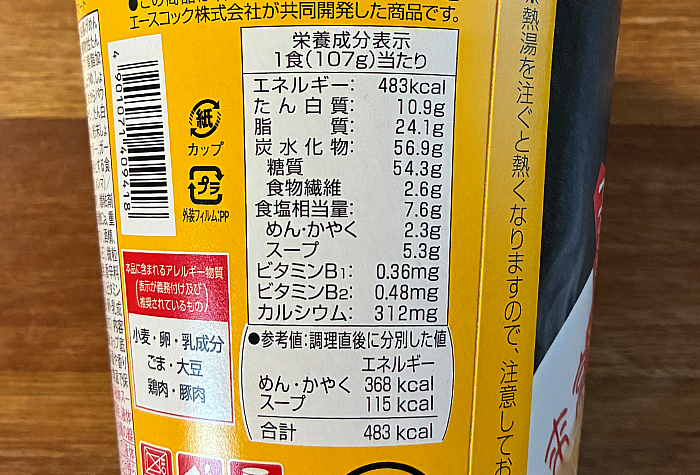 エースコック株式会社が共同開発した商品です。
栄養成分表示
1食(107g)当たり
エネルギー: 483kcal
たん白質: 10.9g
脂質: 24.1g
炭水化物: 56.9g
糖質 54.3g
食物繊維 2.6g
食塩相当量: 7.6g
めん・かやく 2.3g
スープ 5.3g
ビタミンB1: 0.36mg
ビタミンB2: 0.48mg
カルシウム: 312mg
●参考値:調理直後に分別した値
エネルギー
めん・かやく 368 kcal
スープ 115 kcal
合計 483 kcal
4901071409418
紙
カップ
プラ
外装フィルム:PP
本品に含まれるアレルギー物質
(表示が義務付け及び
推奨されているもの)
小麦・卵・乳成分
ごま・大豆
鶏肉・豚肉
熱湯を注ぐと熱くなりますので、注意してお